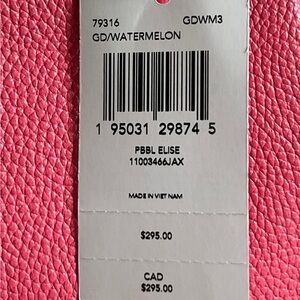 79316 GDWM3
GD/WATERMELON
1 95031 29874 5
PBBL ELISE
11003466JAX
MADE IN VIET NAM
$295.00
CAD
$295.00